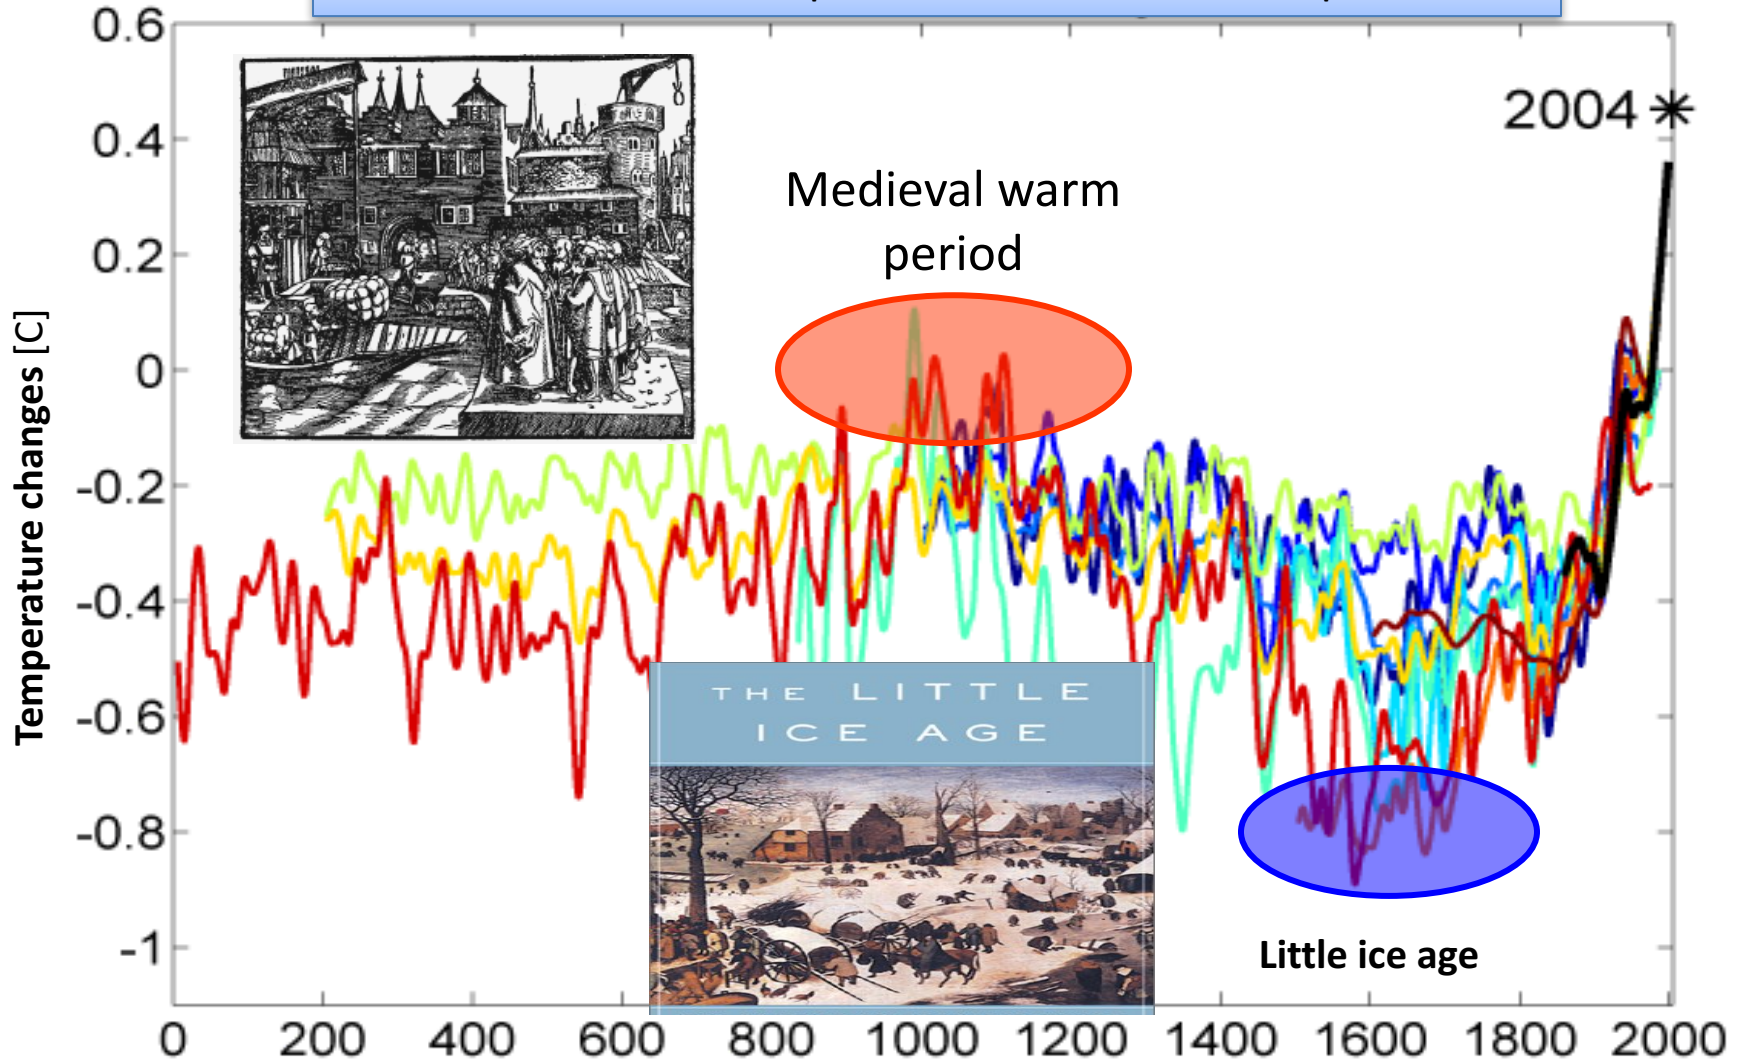 0.6
0.4
0.2
0
-0.2
-0.4
-0.6
-0.8
-1
Temperature changes [C]
2004 *
Medieval warm
period
THE LITTLE
ICE AGE
Little ice age
0 200 400 600 800 1000 1200 1400 1600 1800 2000